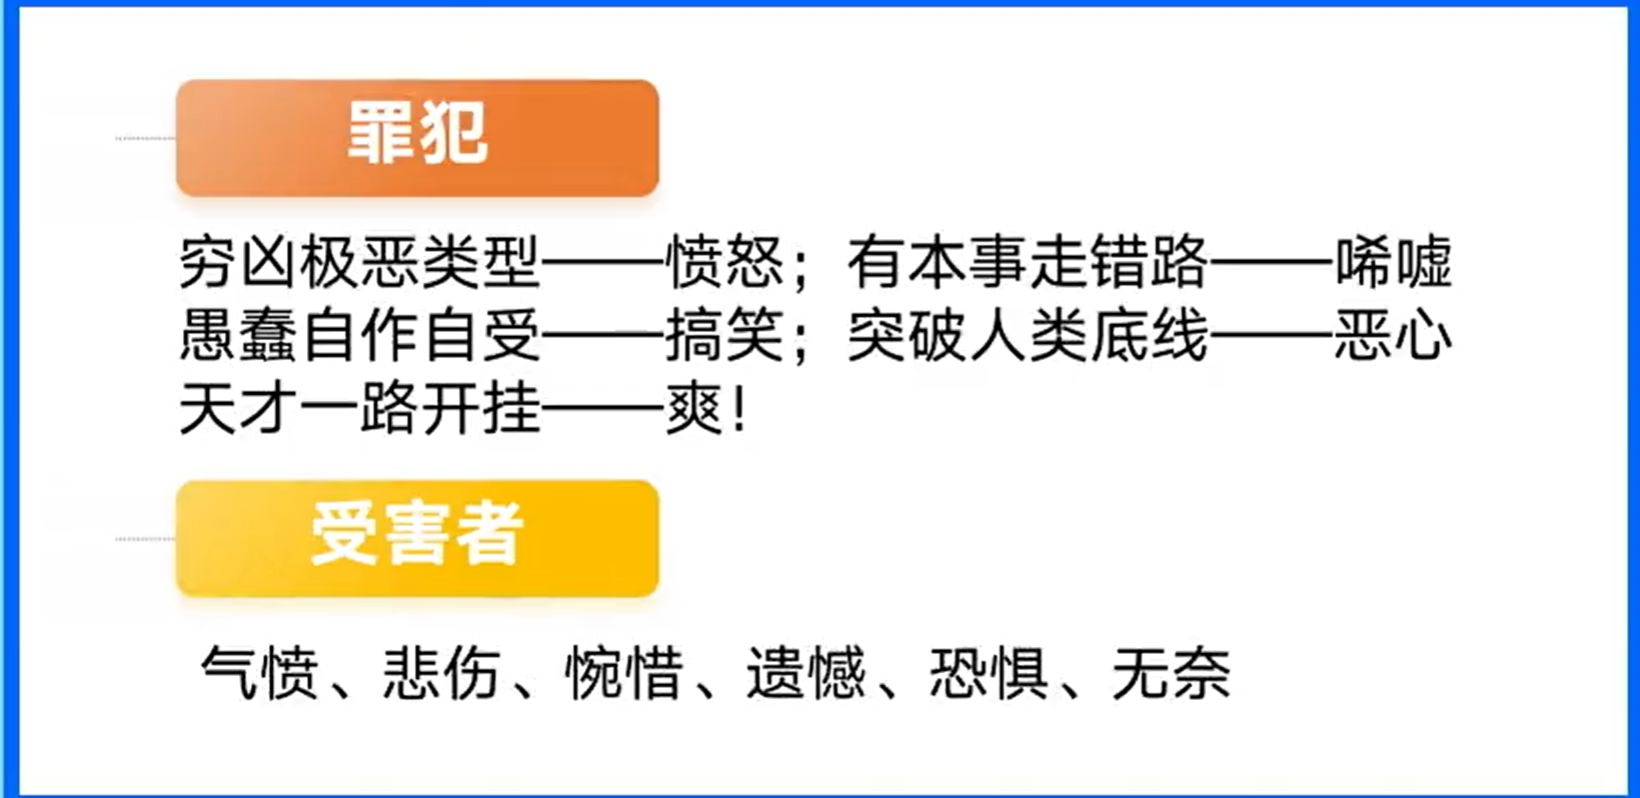 罪犯
穷凶极恶类型——愤怒；有本事走错路——唏嘘
愚蠢自作自受——搞笑；突破人类底线——恶心
天才一路开挂——爽！
受害者
气愤、悲伤、惋惜、遗憾、恐惧、无奈